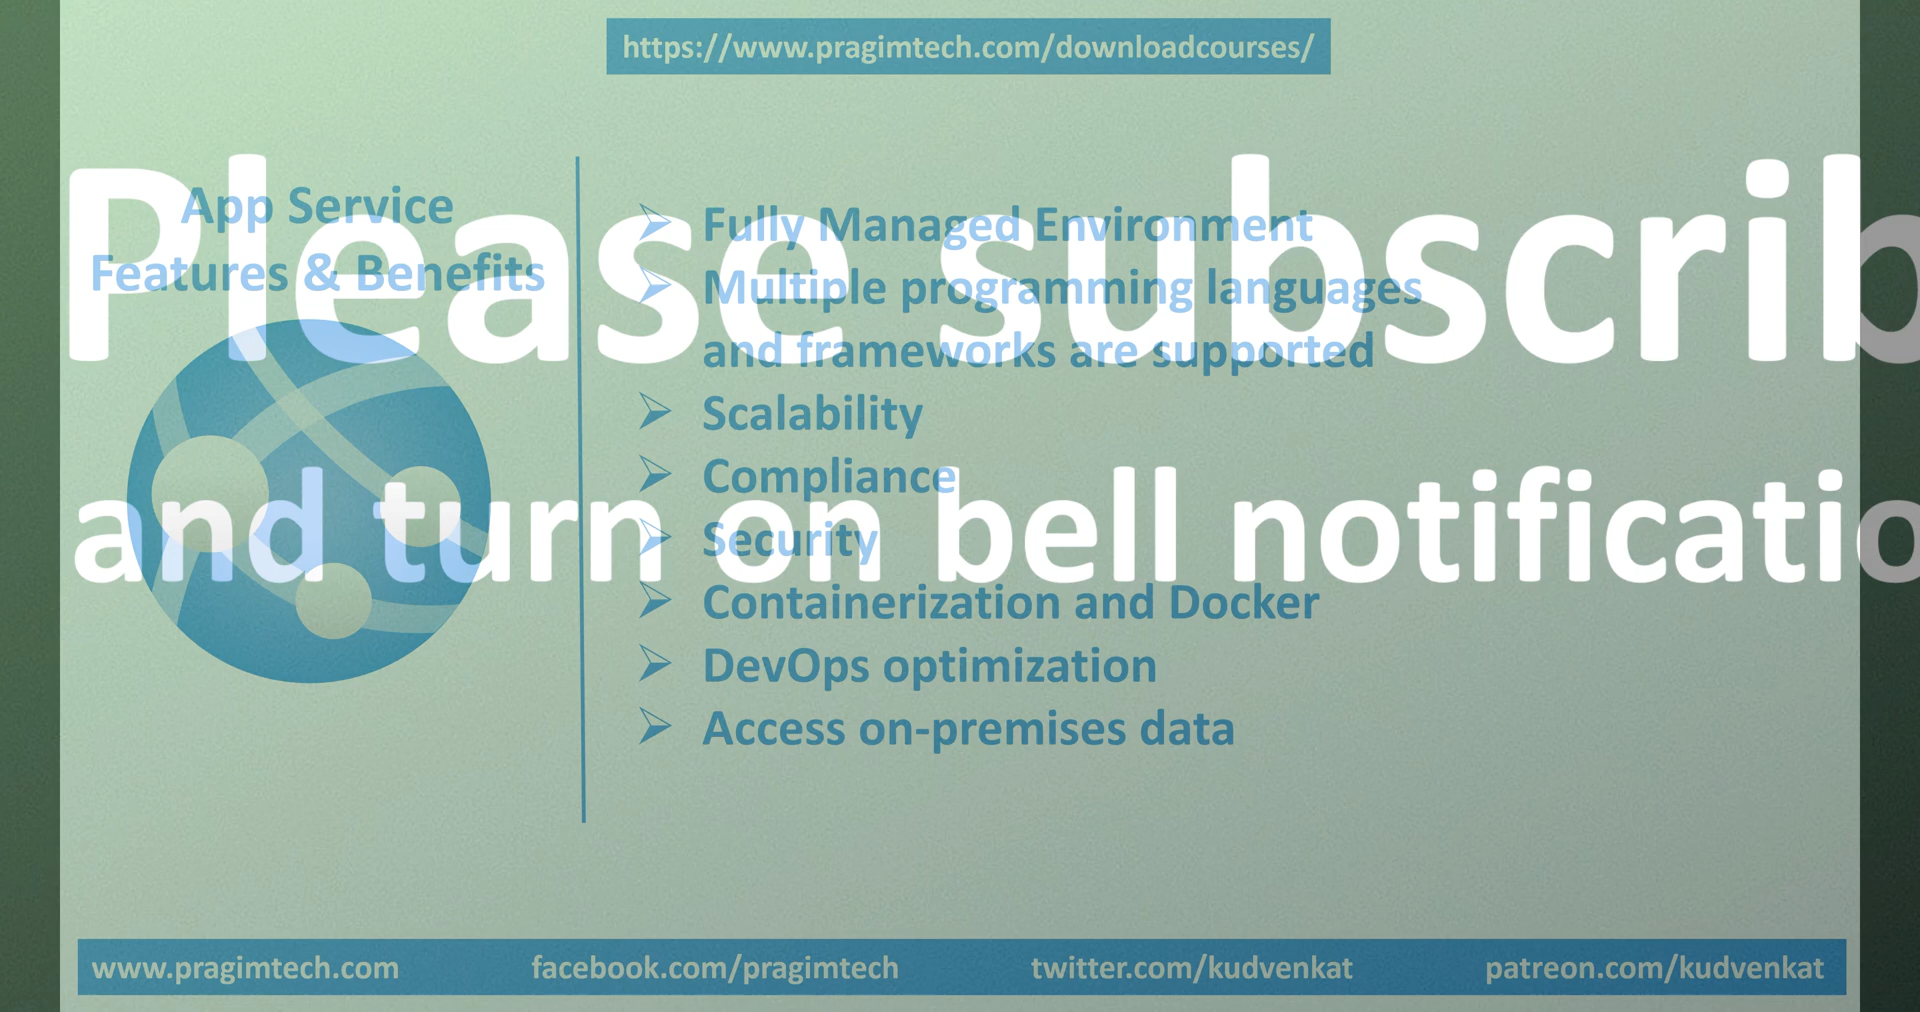 https://www.pragimtech.com/downloadcourses/
Please subscrib
and turn on bell notificatio
App Service
Features & Benefits
Fully Managed Environment
Multiple programming languages
and frameworks are supported
Scalability
Compliance
Security
Containerization and Docker
DevOps optimization
Access on-premises data
www.pragimtech.com
facebook.com/pragimtech
twitter.com/kudvenkat
patreon.com/kudvenkat